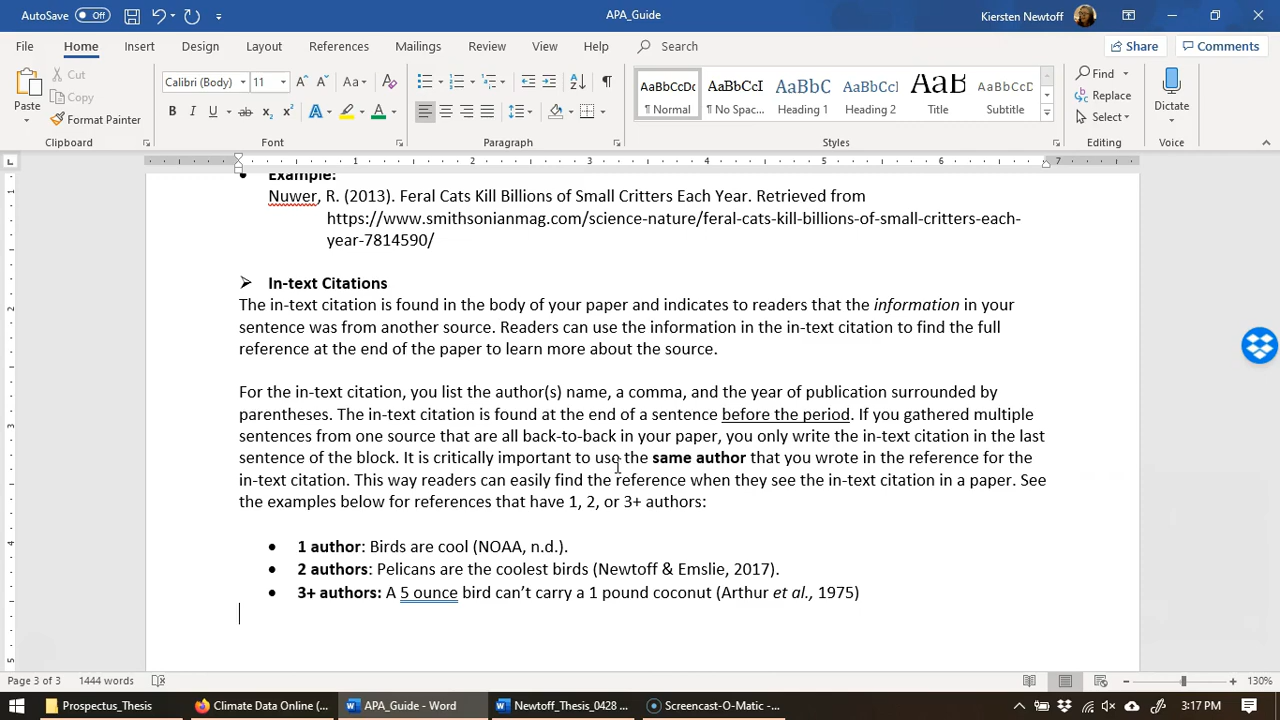 AutoSave Off
APA_Guide
Kiersten Newtoff
File Home Insert Design Layout References Mailings Review View Help Search
Share Comments
Paste
Cut
Copy
Format Painter
Calibri (Body) 11
B I U ab x2 x2
AaBbCcDc AaBbCcI AaBbC AaBbCcI AaB AaBbCcD
¶ Normal ¶ No Spac... Heading 1 Heading 2 Title Subtitle
Find
Replace
Select
Dictate
Clipboard Font Paragraph Styles Editing Voice
1 2 3 4 5 6 7
Example:
Nuwer, R. (2013). Feral Cats Kill Billions of Small Critters Each Year. Retrieved from
https://www.smithsonianmag.com/science-nature/feral-cats-kill-billions-of-small-critters-each-
year-7814590/
In-text Citations
The in-text citation is found in the body of your paper and indicates to readers that the information in your
sentence was from another source. Readers can use the information in the in-text citation to find the full
reference at the end of the paper to learn more about the source.
For the in-text citation, you list the author(s) name, a comma, and the year of publication surrounded by
parentheses. The in-text citation is found at the end of a sentence before the period. If you gathered multiple
sentences from one source that are all back-to-back in your paper, you only write the in-text citation in the last
sentence of the block. It is critically important to use the same author that you wrote in the reference for the
in-text citation. This way readers can easily find the reference when they see the in-text citation in a paper. See
the examples below for references that have 1, 2, or 3+ authors:
• 1 author: Birds are cool (NOAA, n.d.).
• 2 authors: Pelicans are the coolest birds (Newtoff & Emslie, 2017).
• 3+ authors: A 5 ounce bird can’t carry a 1 pound coconut (Arthur et al., 1975)
Page 3 of 3 1444 words
130%
Prospectus_Thesis
Climate Data Online (...
APA_Guide - Word
Newtoff_Thesis_0428 ...
Screencast-O-Matic -...
3:17 PM